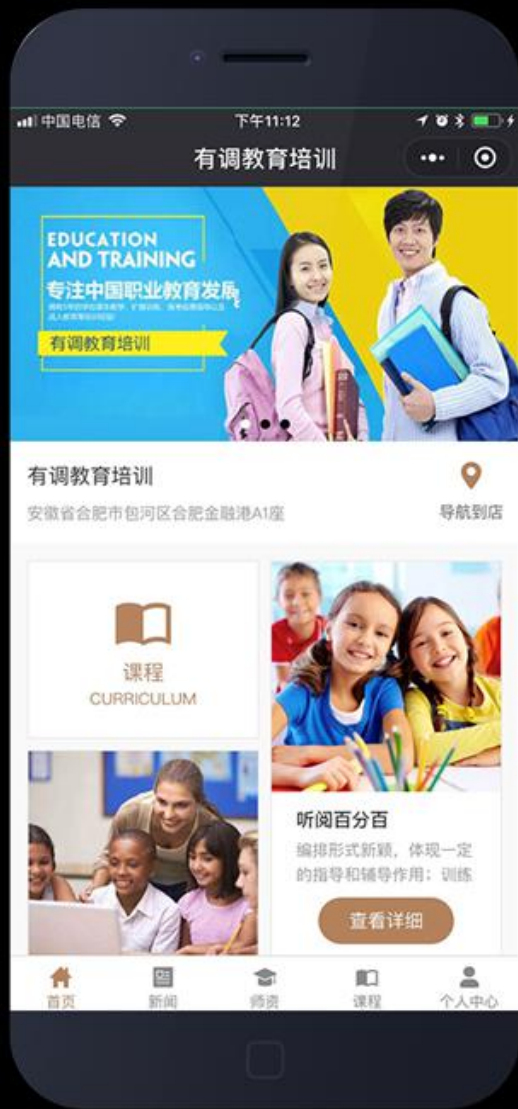 中国电信
下午11:12
有调教育培训
EDUCATION
AND TRAINING
专注中国职业教育发展
有调教育培训
有调教育培训
安徽省合肥市包河区合肥金融港A1座
导航到店
课程
CURRICULUM
听阅百分百
编排形式新颖，体现一定
的指导和辅导作用；训练
查看详细
首页
新闻
师资
课程
个人中心